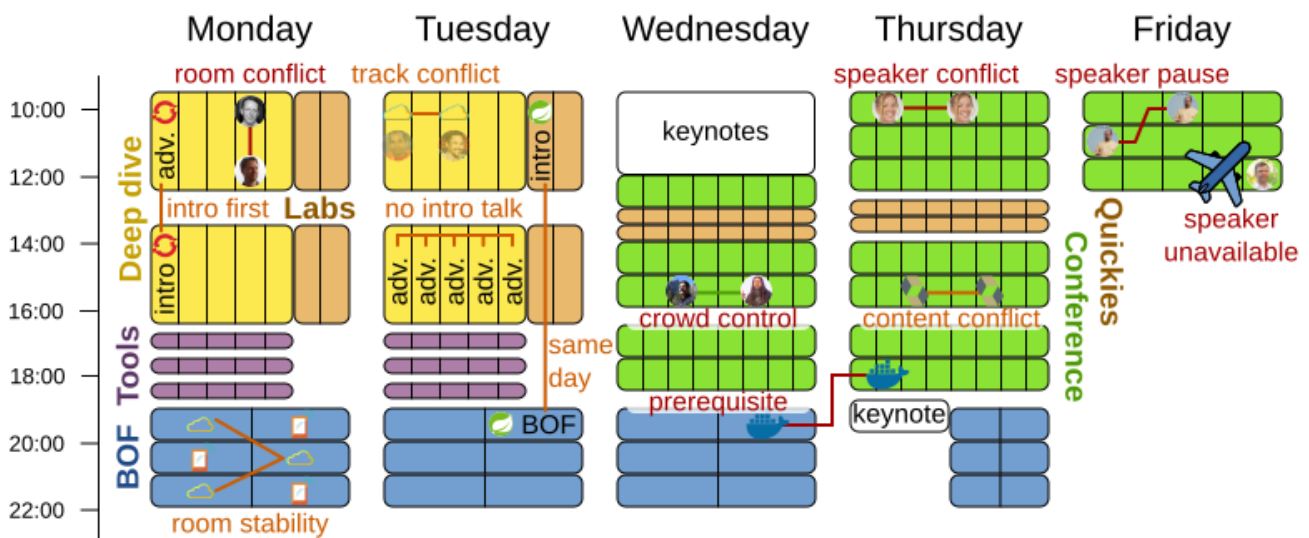 Monday
Tuesday
Wednesday
Thursday
Friday
room conflict
track conflict
speaker conflict
speaker pause
10:00
12:00
14:00
16:00
18:00
20:00
22:00
Deep dive
Tools
BOF
adv.
intro first
intro
Labs
room stability
intro
no intro talk
adv.
adv.
adv.
adv.
adv.
same
day
BOF
keynotes
crowd control
prerequisite
content conflict
keynote
speaker
unavailable
Quickies
Conference